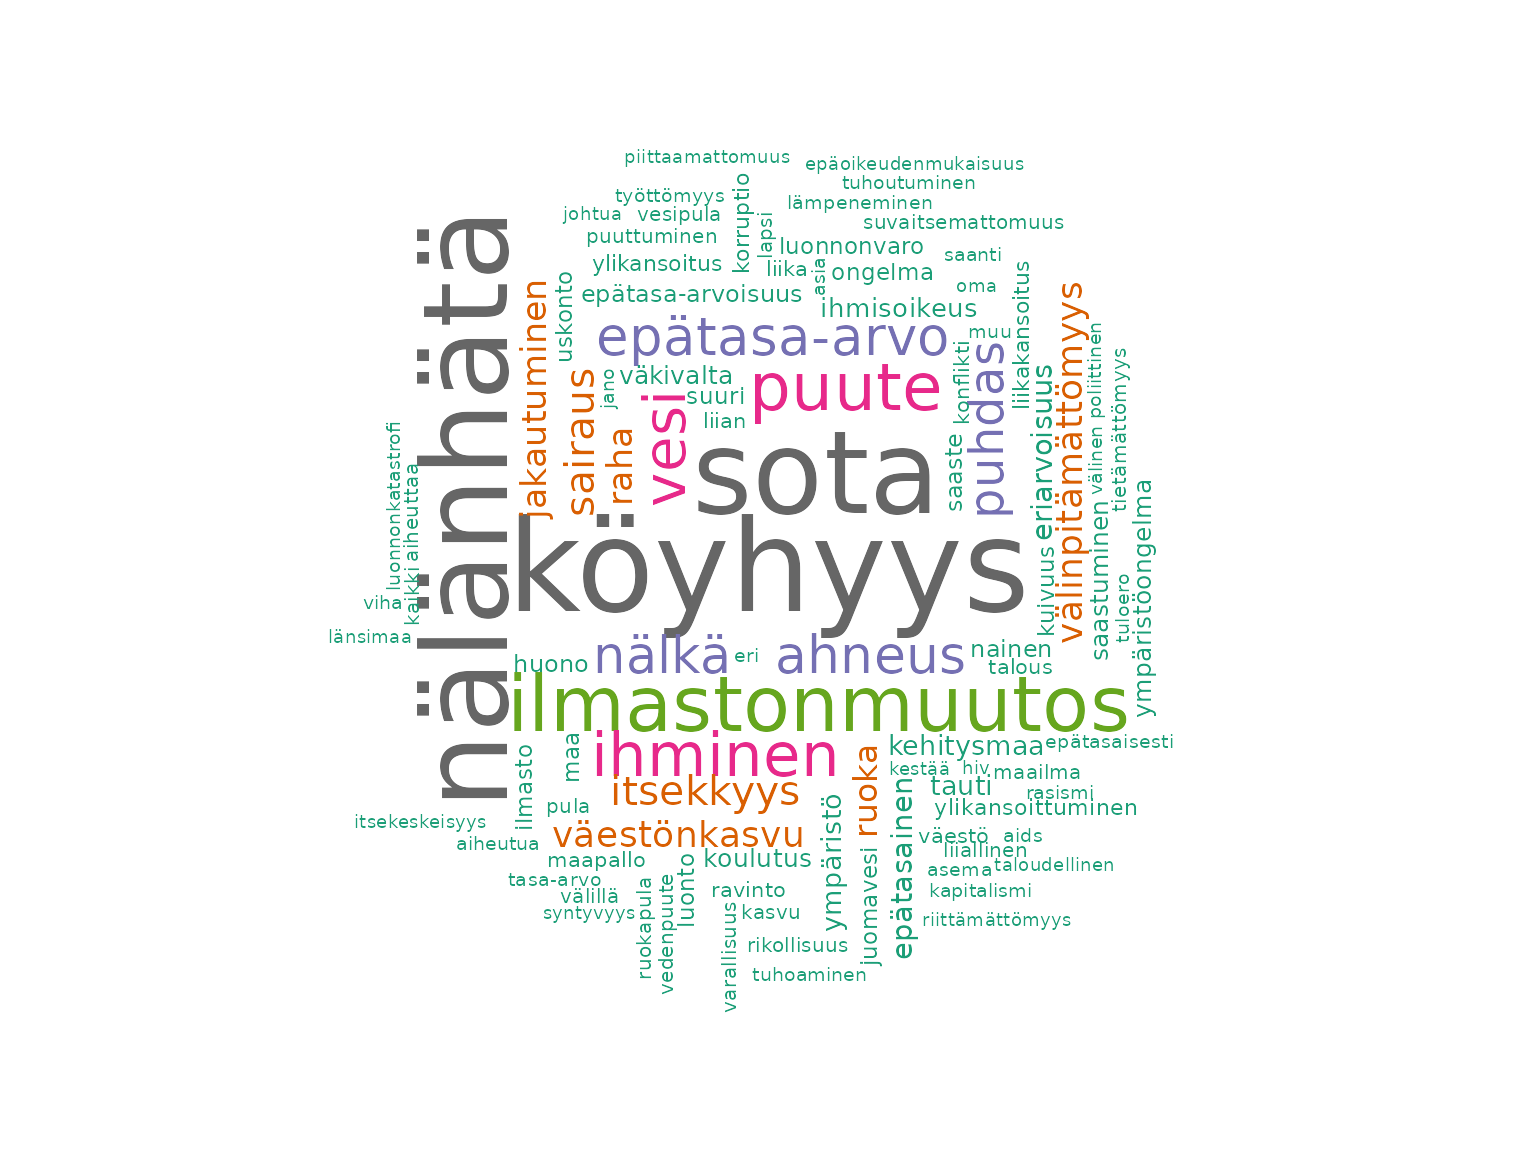 piittaamattomuus
epäoikeudenmukaisuus
tuhoutuminen
työttömyys
korruptio
lämpeneminen
johtua
vesipula
lapsi
suvaitsemattomuus
puuttuminen
luonnonvaro
saanti
ylikansoitus
liika
asia
ongelma
oma
uskonto
epätasa-arvoisuus
ihmisoikeus
liikakansoitus
nälänhätä
jakautuminen
epätasa-arvo
muu
välinpitämättömyys
poliittinen
konflikti
puhdas
sairaus
jano
väkivalta
puute
suuri
vesi
liian
eriarvoisuus
tietämättömyys
raha
sota
saaste
välinen
luonnonkatastrofi
aiheuttaa
köyhyys
saastuminen
ympäristöongelma
kuivuus
tuloero
kaikki
viha
länsimaa
huono
nälkä
eri
ahneus
nainen
talous
ilmastonmuutos
maa
ihminen
kehitysmaa
epätasaisesti
ilmasto
itsekkyys
ruoka
kestää
hiv
maailma
tauti
rasismi
pula
ylikansoittuminen
itsekeskeisyys
väestönkasvu
ympäristö
epätasainen
väestö
aids
aiheutua
liiallinen
maapallo
koulutus
asema
taloudellinen
tasa-arvo
luonto
ravinto
juomavesi
kapitalismi
välillä
syntyvyys
ruokapula
vedenpuute
varallisuus
kasvu
riittämättömyys
rikollisuus
tuhoaminen